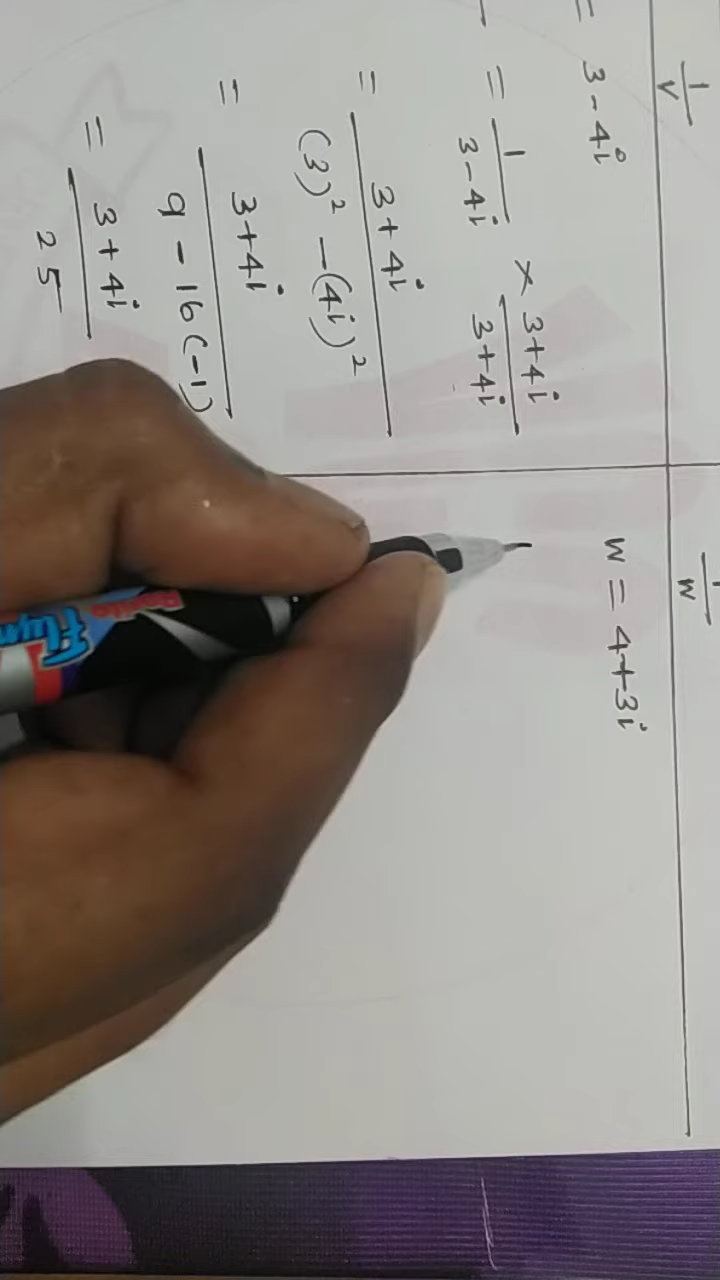 1/v
= 3 - 4i
= 1/(3 - 4i) × (3 + 4i)/(3 + 4i)
= (3 + 4i)/((3)² - (4i)²)
= (3 + 4i)/(9 - 16(-1))
= (3 + 4i)/25
1/w
w = 4+3i